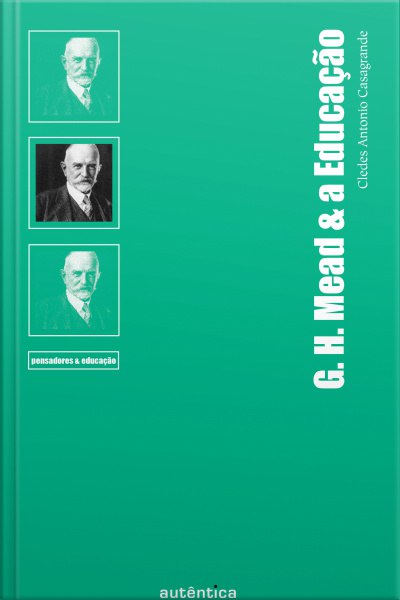 G. H. Mead & a Educação
Cledes Antonio Casagrande
pensadores & educação
autêntica